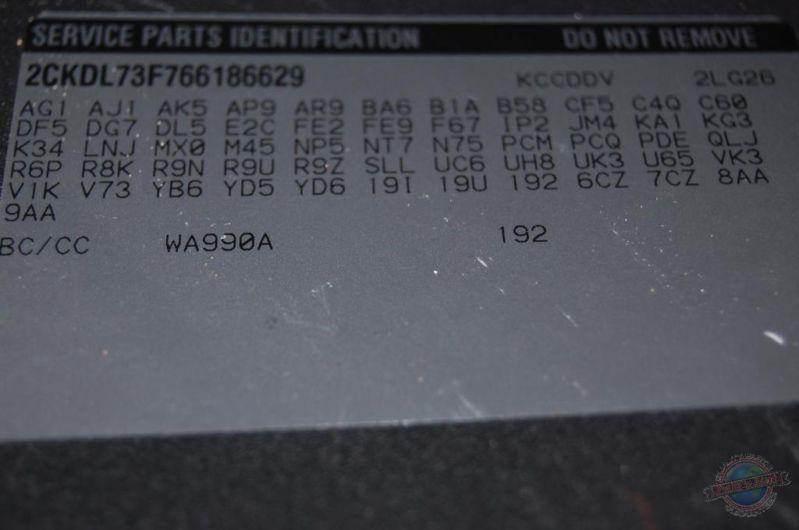 SERVICE PARTS IDENTIFICATION DO NOT REMOVE
2CKDL73F766186629 KCCDDV 2LG26
AG1 AJ1 AK5 AP9 AR9 BA6 B1A B58 CF5 C4Q C60
DF5 DG7 DL5 E2C FE2 FE9 F67 IP2 JM4 KA1 KG3
K34 LNJ MX0 M45 NP5 NT7 N75 PCM PCQ PDE QLJ
R6P R8K R9N R9U R9Z SLL UC6 UH8 UK3 U65 VK3
V1K V73 YB6 YD5 YD6 19I 19U 192 6CZ 7CZ 8AA
9AA
BC/CC WA990A 192